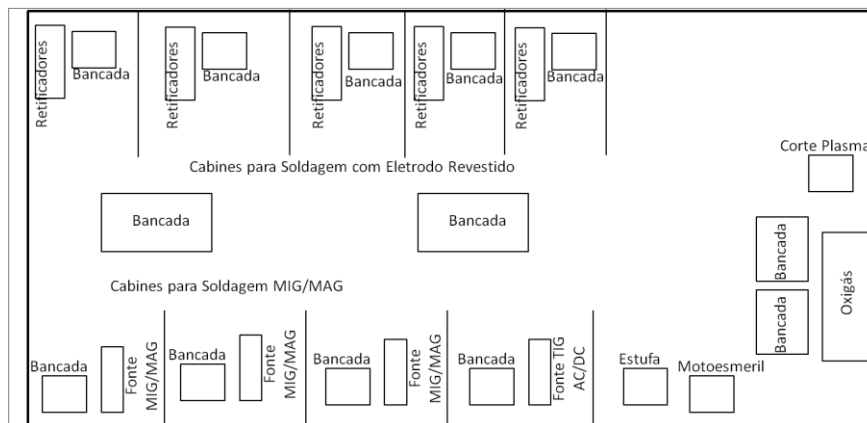 Retificadores
Bancada
Retificadores
Bancada
Retificadores
Bancada
Retificadores
Bancada
Retificadores
Bancada
Cabines para Soldagem com Eletrodo Revestido
Corte Plasma
Bancada
Bancada
Bancada
Bancada
Oxigás
Cabines para Soldagem MIG/MAG
Bancada
Fonte
MIG/MAG
Bancada
Fonte
MIG/MAG
Bancada
Fonte
MIG/MAG
Bancada
Fonte TIG
AC/DC
Estufa
Motoesmeril